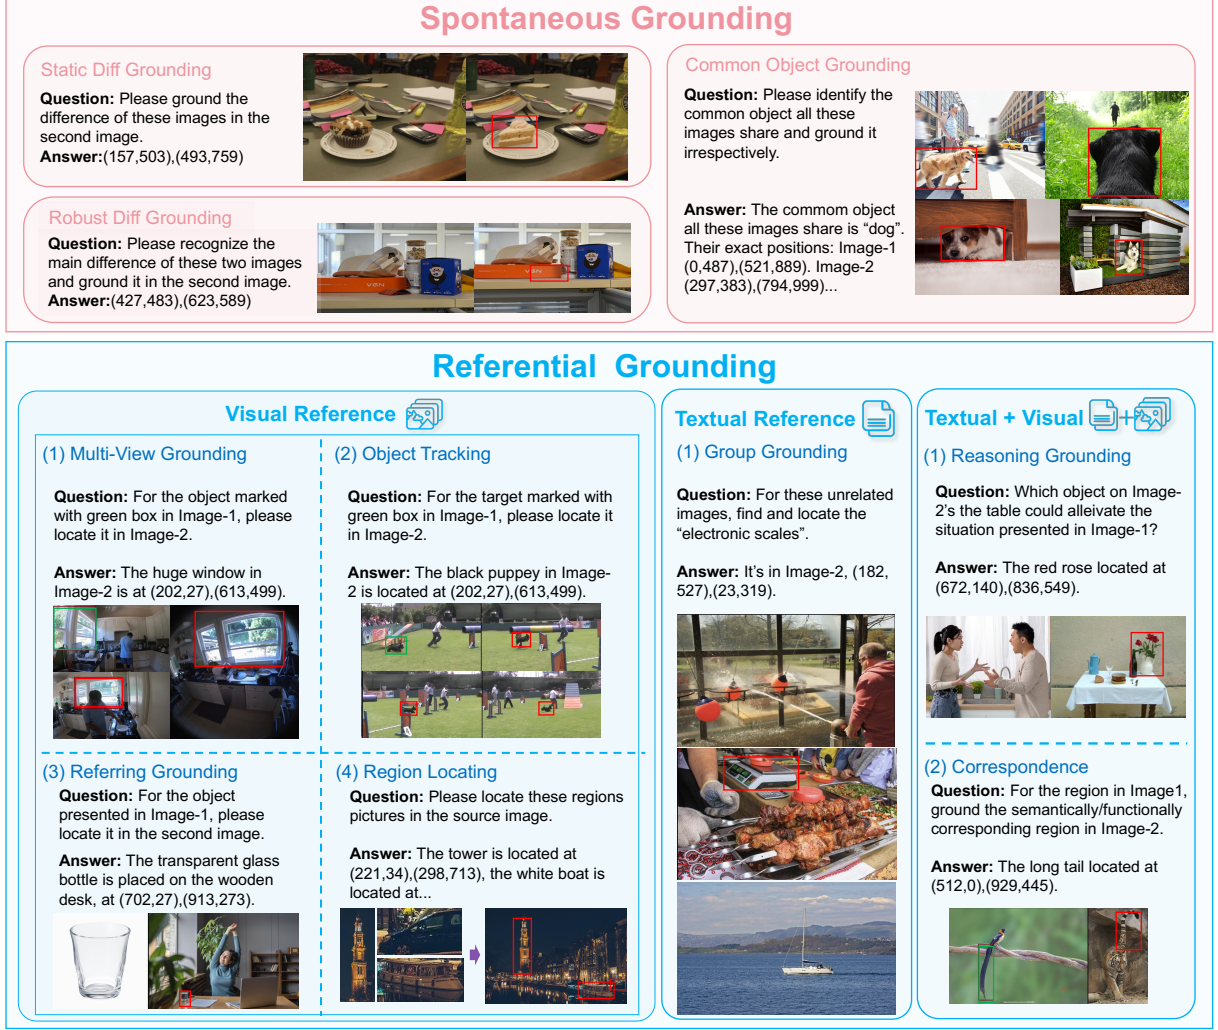 Spontaneous Grounding
Static Diff Grounding
Question: Please ground the
difference of these images in the
second image.
Answer:(157,503),(493,759)
Robust Diff Grounding
Question: Please recognize the
main difference of these two images
and ground it in the second image.
Answer:(427,483),(623,589)
VGN
Common Object Grounding
Question: Please identify the
common object all these
images share and ground it
irrespectively.
Answer: The commom object
all these images share is “dog”.
Their exact positions: Image-1
(0,487),(521,889). Image-2
(297,383),(794,999)...
Referential Grounding
Visual Reference
(1) Multi-View Grounding
Question: For the object marked
with green box in Image-1, please
locate it in Image-2.
Answer: The huge window in
Image-2 is at (202,27),(613,499).
(2) Object Tracking
Question: For the target marked with
green box in Image-1, please locate it
in Image-2.
Answer: The black puppey in Image-
2 is located at (202,27),(613,499).
(3) Referring Grounding
Question: For the object
presented in Image-1, please
locate it in the second image.
Answer: The transparent glass
bottle is placed on the wooden
desk, at (702,27),(913,273).
(4) Region Locating
Question: Please locate these regions
pictures in the source image.
Answer: The tower is located at
(221,34),(298,713), the white boat is
located at...
Textual Reference
(1) Group Grounding
Question: For these unrelated
images, find and locate the
“electronic scales”.
Answer: It’s in Image-2, (182,
527),(23,319).
Textual + Visual
+
(1) Reasoning Grounding
Question: Which object on Image-
2’s the table could alleivate the
situation presented in Image-1?
Answer: The red rose located at
(672,140),(836,549).
(2) Correspondence
Question: For the region in Image1,
ground the semantically/functionally
corresponding region in Image-2.
Answer: The long tail located at
(512,0),(929,445).